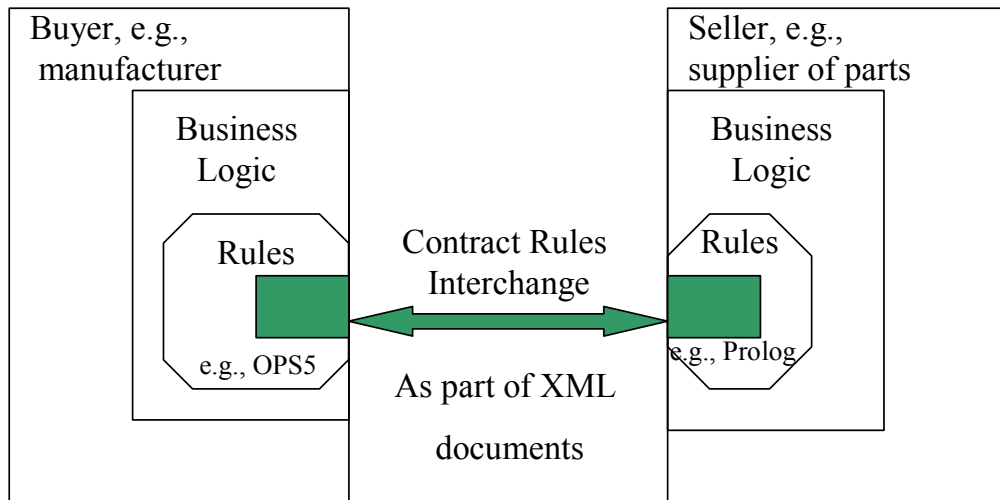 Buyer, e.g.,
manufacturer
Business
Logic
Rules
e.g., OPS5
Contract Rules
Interchange
As part of XML
documents
Seller, e.g.,
supplier of parts
Business
Logic
Rules
e.g., Prolog